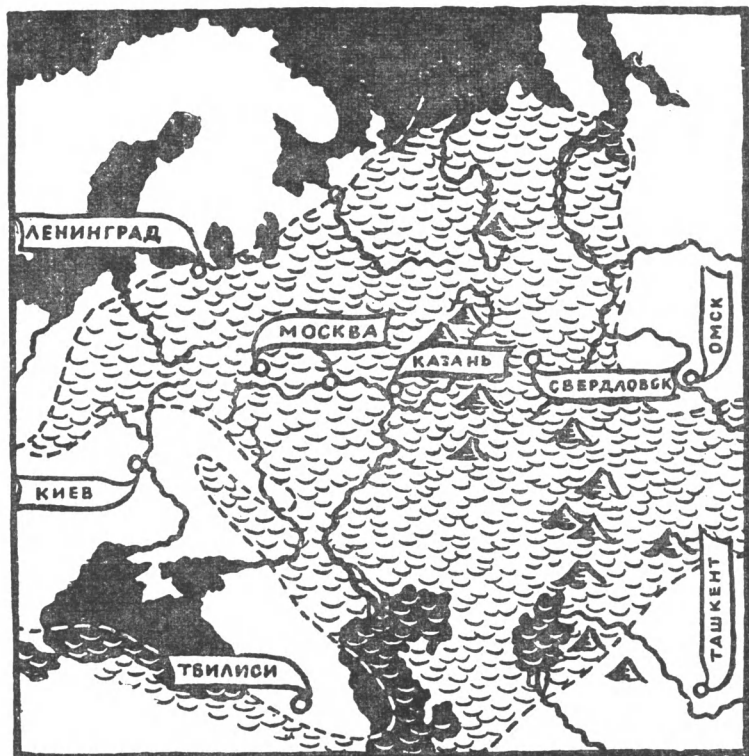 ЛЕНИНГРАД
МОСКВА
КАЗАНЬ
СВЕРДЛОВСК
ОМСК
КИЕВ
ТБИЛИСИ
ТАШКЕНТ